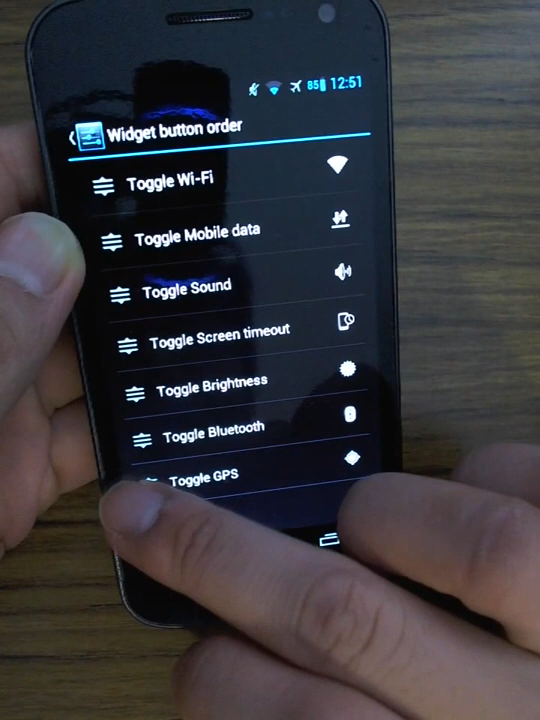 85 12:51
Widget button order
Toggle Wi-Fi
Toggle Mobile data
Toggle Sound
Toggle Screen timeout
Toggle Brightness
Toggle Bluetooth
Toggle GPS